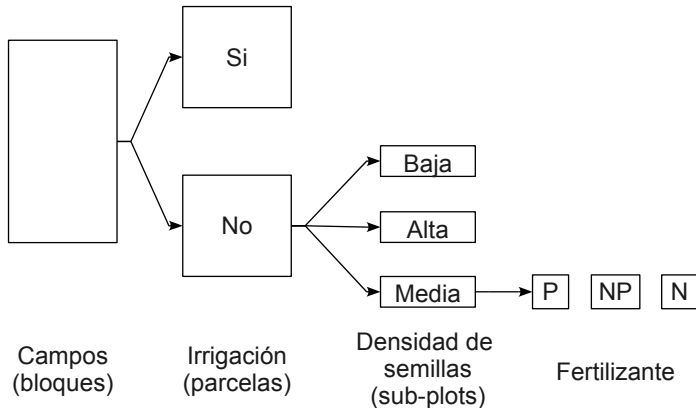 Si
No
Baja
Alta
Media
P
NP
N
Campos
(bloques)
Irrigación
(parcelas)
Densidad de
semillas
(sub-plots)
Fertilizante